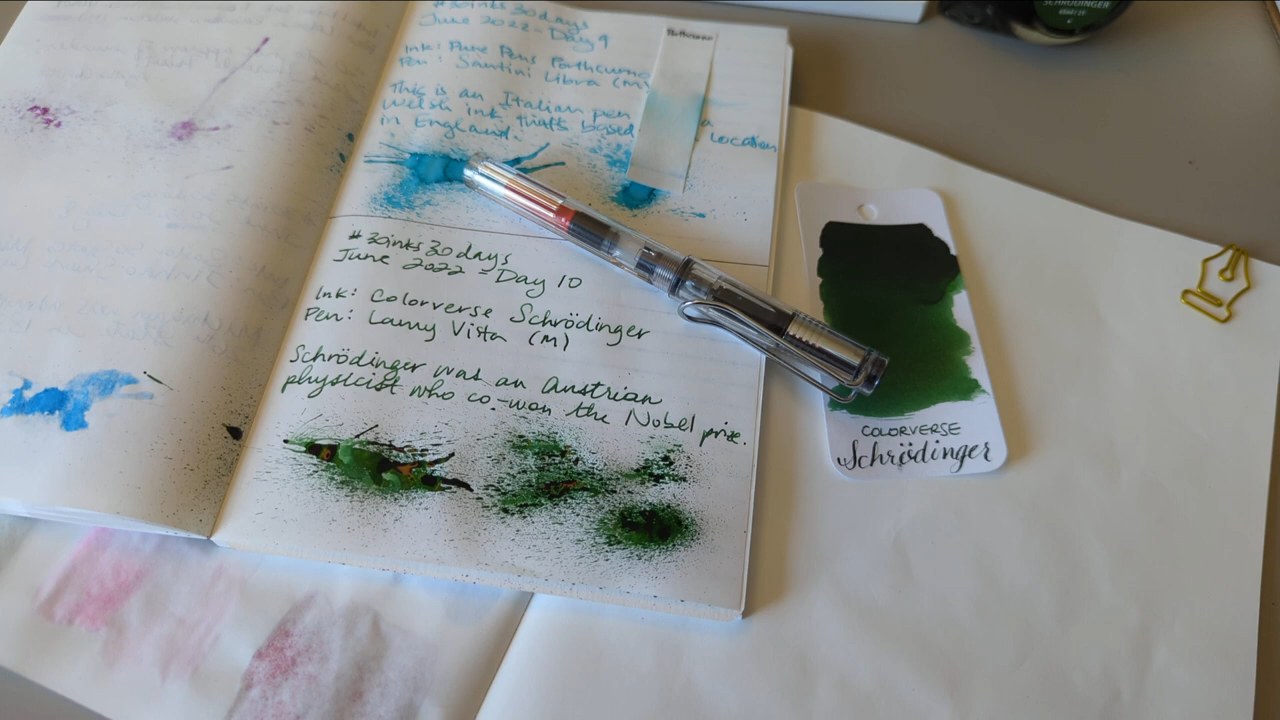 #30inks30days
June 2022 - Day 9
Ink: Pure Pens Porthcurno
Pen: Santini Libra (M)
This is an Italian pen
Welsh ink that's based a
in England. location
#30inks30days
June 2022 - Day 10
Ink: Colorverse Schrödinger
Pen: Lamy Vista (M)
Schrödinger was an Austrian
physicist who co-won the Nobel prize.
COLORVERSE
Schrödinger
SCHRÖDINGER